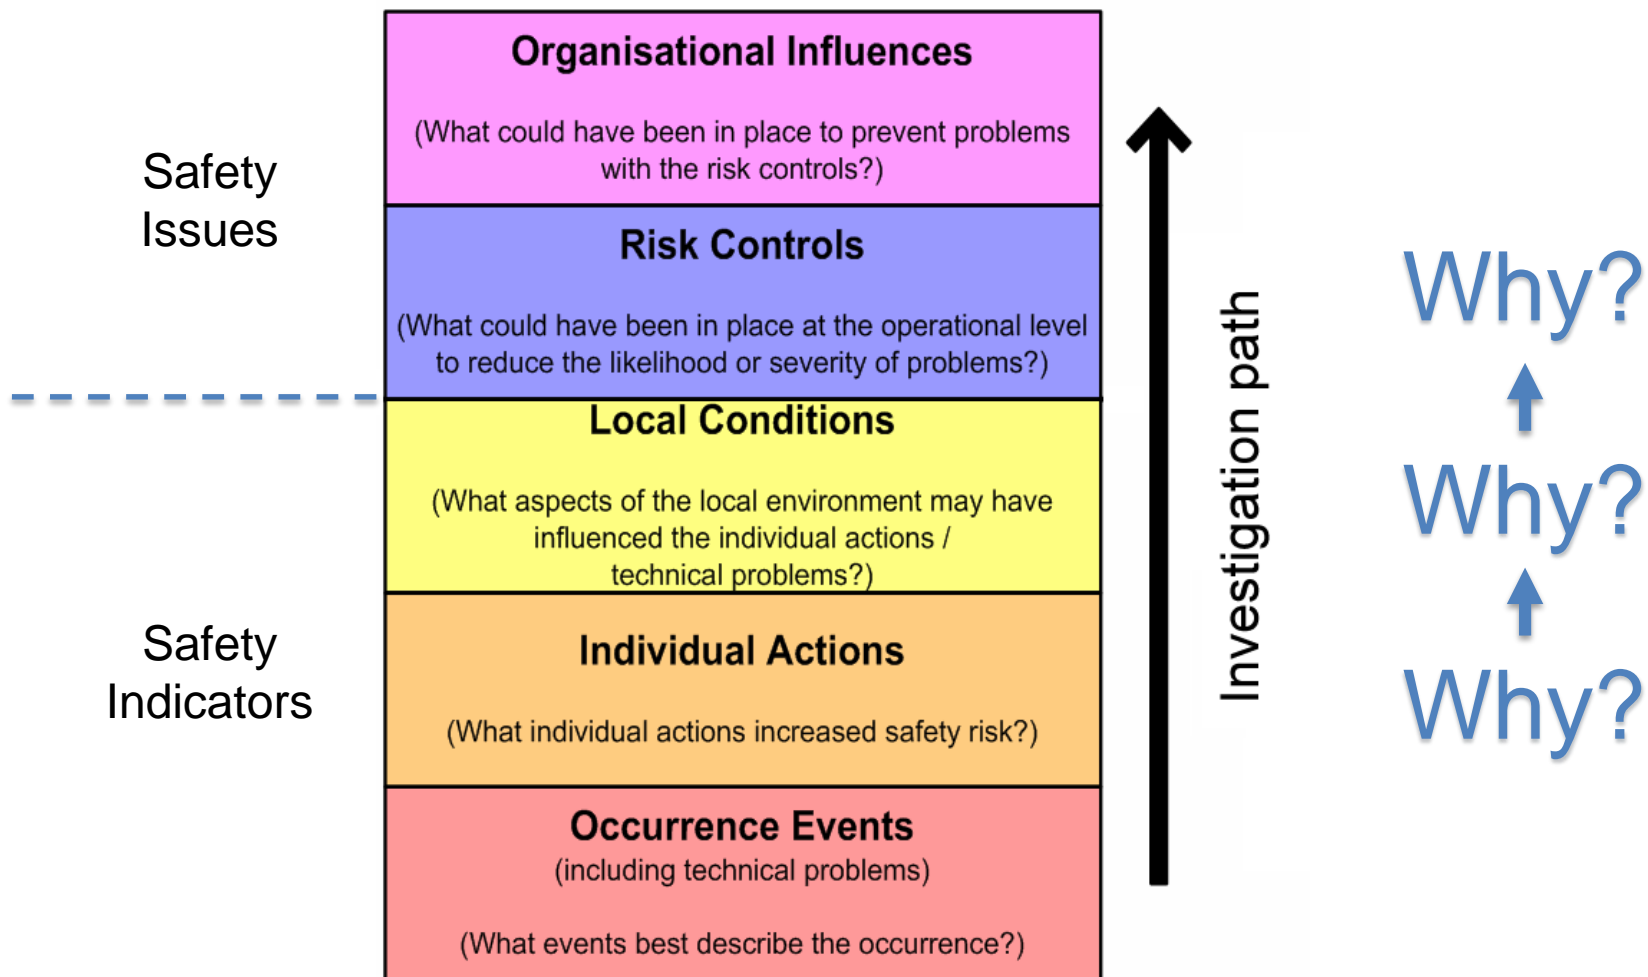 Safety
Issues
Safety
Indicators
Organisational Influences
(What could have been in place to prevent problems
with the risk controls?)
Risk Controls
(What could have been in place at the operational level
to reduce the likelihood or severity of problems?)
Local Conditions
(What aspects of the local environment may have
influenced the individual actions /
technical problems?)
Individual Actions
(What individual actions increased safety risk?)
Occurrence Events
(including technical problems)
(What events best describe the occurrence?)
Investigation path
Why?
Why?
Why?